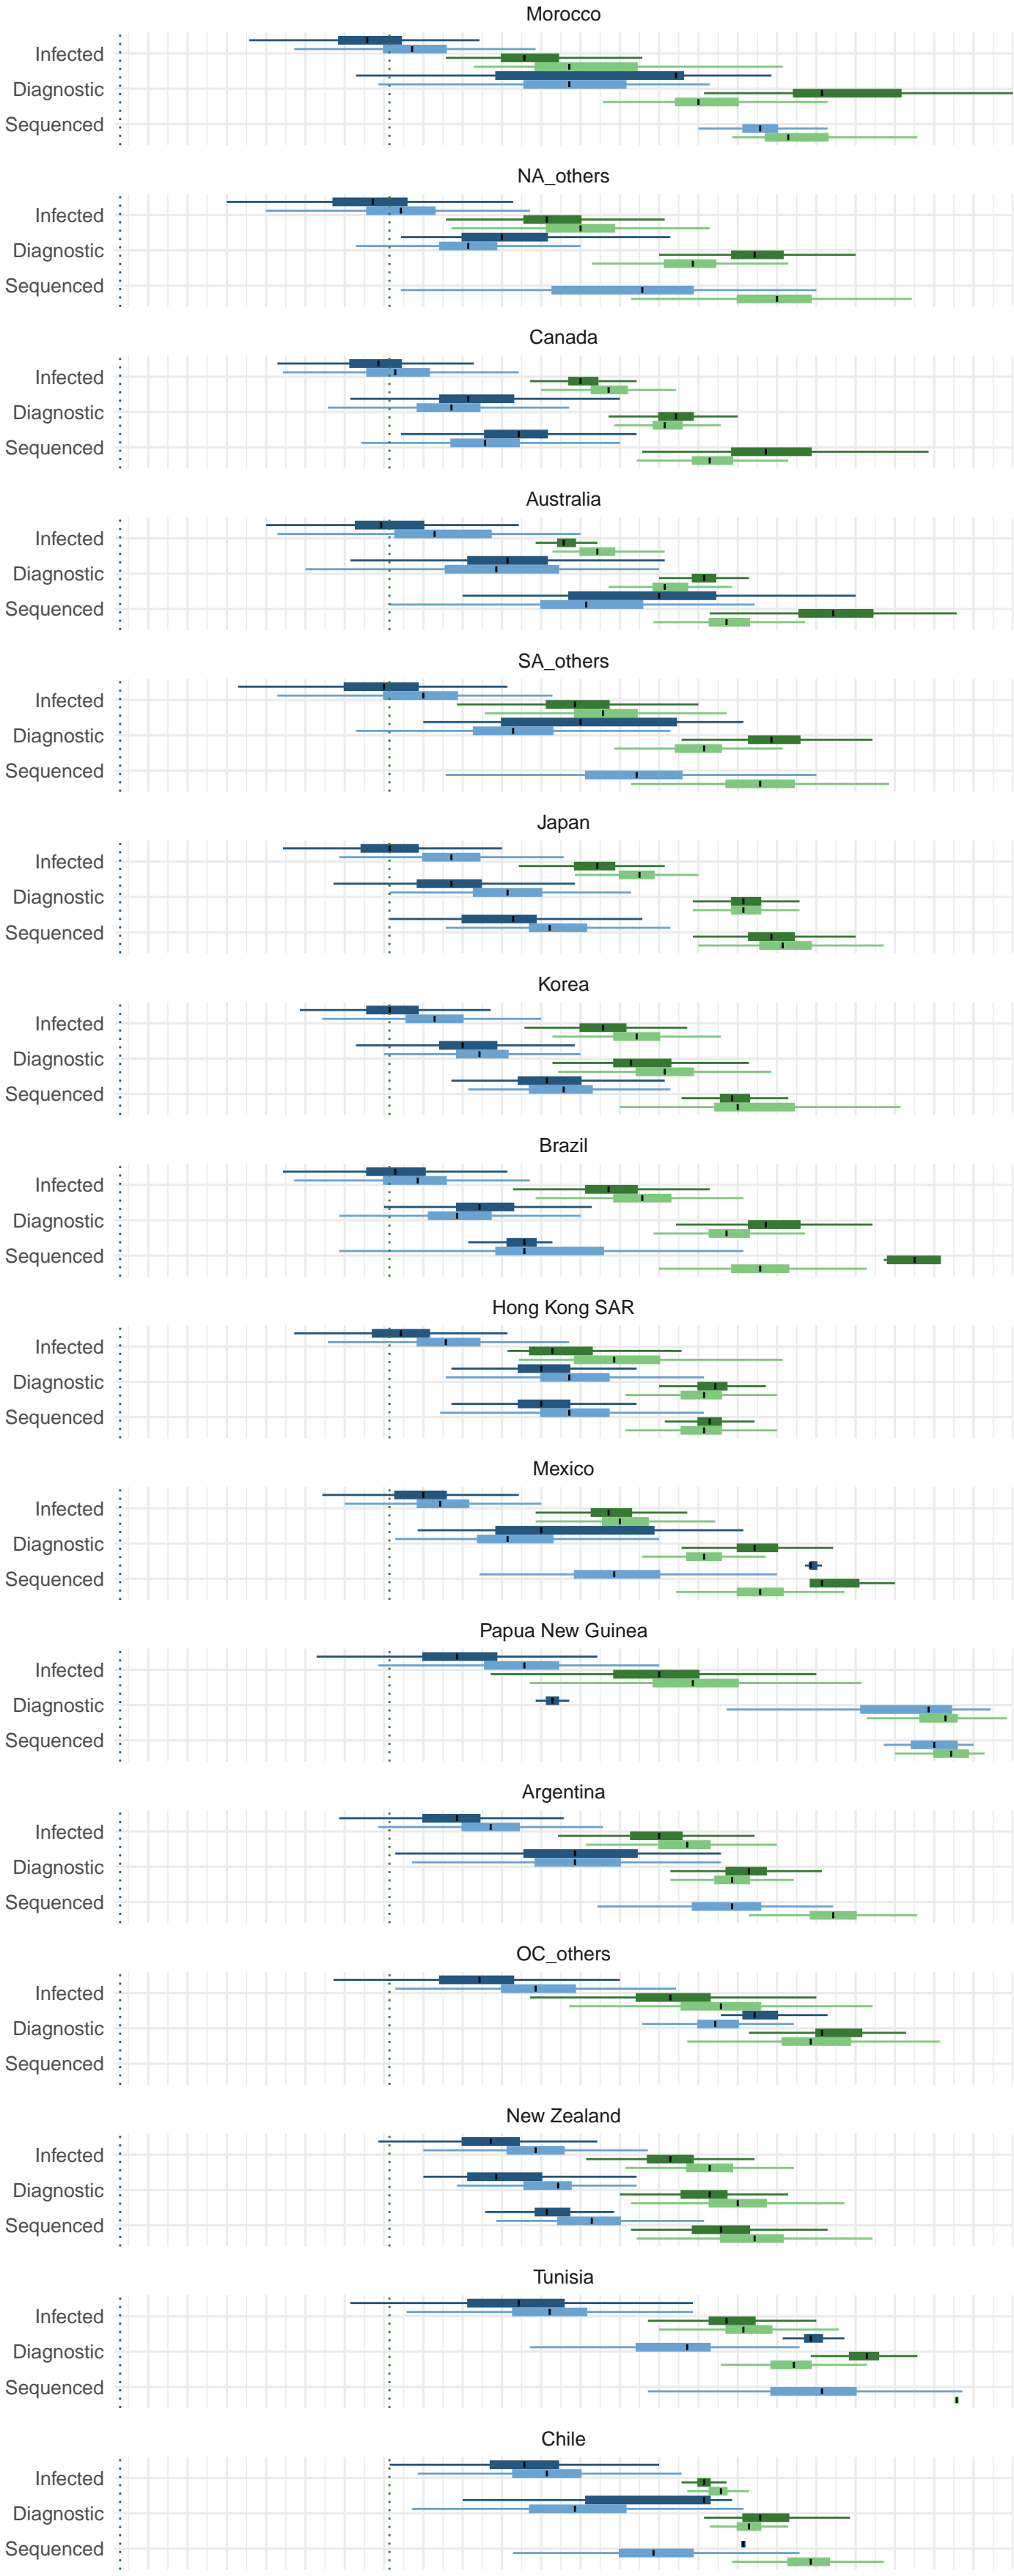 Morocco
Infected
Diagnostic
Sequenced
NA_others
Infected
Diagnostic
Sequenced
Canada
Infected
Diagnostic
Sequenced
Australia
Infected
Diagnostic
Sequenced
SA_others
Infected
Diagnostic
Sequenced
Japan
Infected
Diagnostic
Sequenced
Korea
Infected
Diagnostic
Sequenced
Brazil
Infected
Diagnostic
Sequenced
Hong Kong SAR
Infected
Diagnostic
Sequenced
Mexico
Infected
Diagnostic
Sequenced
Papua New Guinea
Infected
Diagnostic
Sequenced
Argentina
Infected
Diagnostic
Sequenced
OC_others
Infected
Diagnostic
Sequenced
New Zealand
Infected
Diagnostic
Sequenced
Tunisia
Infected
Diagnostic
Sequenced
Chile
Infected
Diagnostic
Sequenced